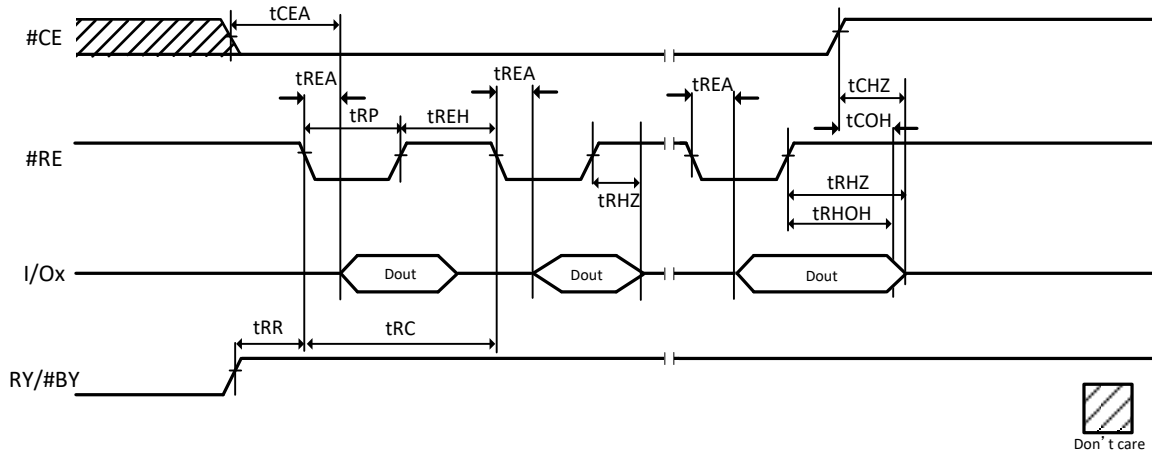 tCEA
#CE
tREA
tREA
tREA
tCHZ
tRP
tREH
tCOH
#RE
tRHZ
tRHZ
tRHOH
I/Ox
Dout
Dout
Dout
tRR
tRC
RY/#BY
Don't care